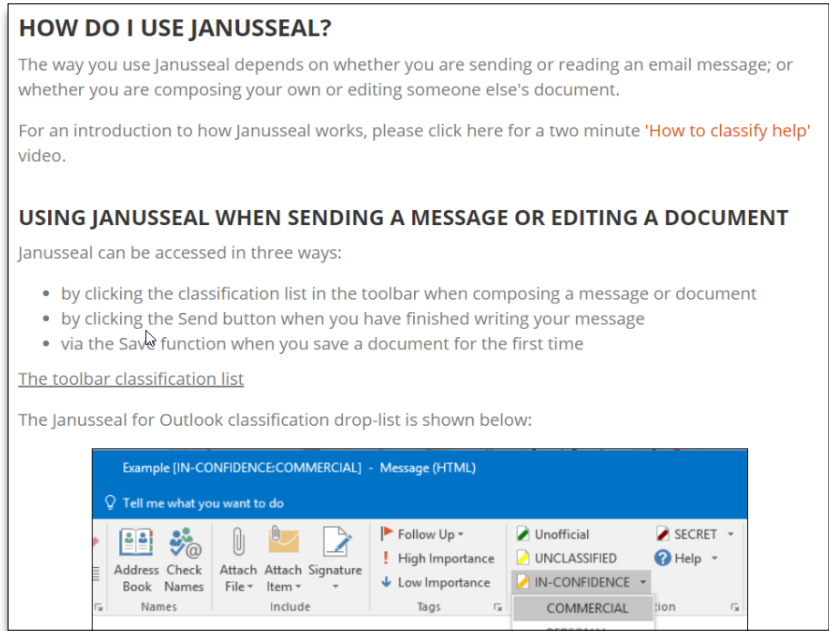 HOW DO I USE JANUSSEAL?
The way you use Janusseal depends on whether you are sending or reading an email message; or
whether you are composing your own or editing someone else's document.
For an introduction to how Janusseal works, please click here for a two minute 'How to classify help'
video.
USING JANUSSEAL WHEN SENDING A MESSAGE OR EDITING A DOCUMENT
Janusseal can be accessed in three ways:
• by clicking the classification list in the toolbar when composing a message or document
• by clicking the Send button when you have finished writing your message
• via the Save function when you save a document for the first time
The toolbar classification list
The Janusseal for Outlook classification drop-list is shown below:
Example [IN-CONFIDENCE:COMMERCIAL] - Message (HTML)
Tell me what you want to do
Address Book
Check Names
Names
Attach File
Attach Item
Signature
Include
Follow Up
High Importance
Low Importance
Tags
Unofficial
UNCLASSIFIED
IN-CONFIDENCE
COMMERCIAL
SECRET
Help